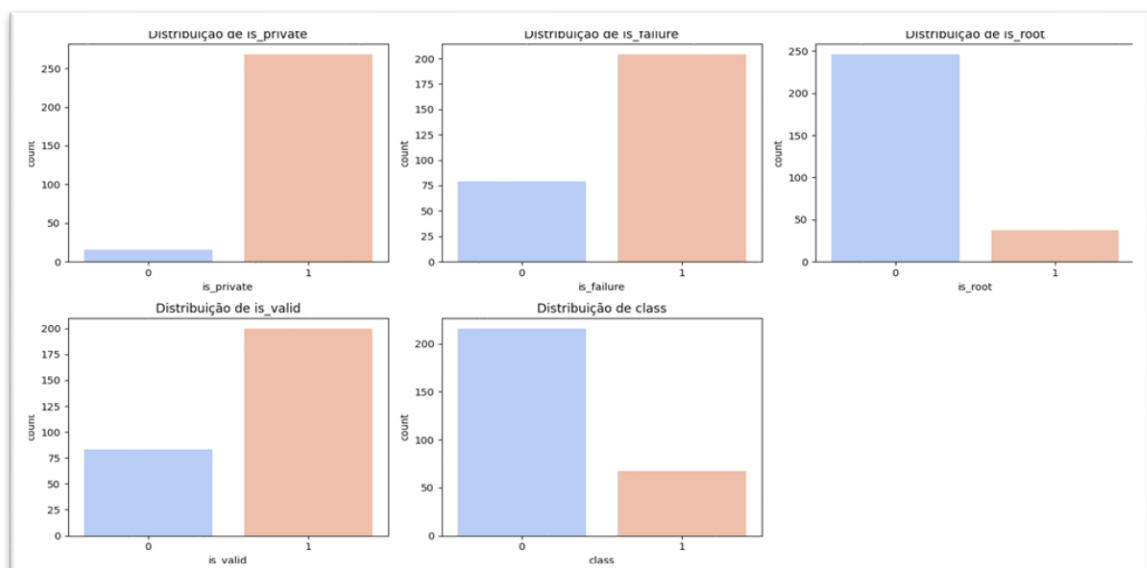 Distribuição de is_private
250
200
150
100
50
0
count
0 1
is_private
Distribuição de is_failure
200
175
150
125
100
75
50
25
0
count
0 1
is_failure
Distribuição de is_root
250
200
150
100
50
0
count
0 1
is_root
Distribuição de is_valid
200
175
150
125
100
75
50
25
0
count
0 1
is_valid
Distribuição de class
200
150
100
50
0
count
0 1
class